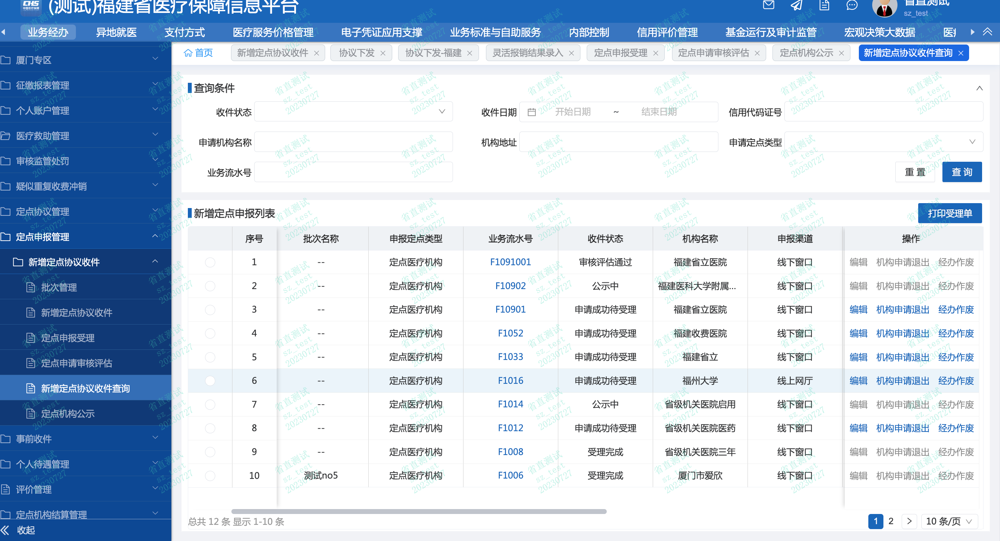 CHS
中国医疗保障
(测试)福建省医疗保障信息平台
省直测试
sz_test
业务经办 异地就医 支付方式 医疗服务价格管理 电子凭证应用支撑 业务标准与自助服务 内部控制 信用评价管理 基金运行及审计监管 宏观决策大数据
首页 新增定点协议收件 协议下发 协议下发-福建 灵活报销结果录入 定点申报受理 定点申请审核评估 定点机构公示 新增定点协议收件查询
厦门专区
征缴报表管理
个人账户管理
医疗救助管理
审核监管处罚
疑似重复收费冲销
定点协议管理
定点申报管理
新增定点协议收件
批次管理
新增定点协议收件
定点申报受理
定点申请审核评估
新增定点协议收件查询
定点机构公示
事前收件
个人待遇管理
评价管理
定点机构结算管理
收起
查询条件
收件状态 收件日期 开始日期 ~ 结束日期 信用代码证号
申请机构名称 机构地址 申请定点类型
业务流水号 重 置 查 询
新增定点申报列表 打印受理单
序号 批次名称 申报定点类型 业务流水号 收件状态 机构名称 申报渠道 操作
1 -- 定点医疗机构 F1091001 审核评估通过 福建省立医院 线下窗口 编辑 机构申请退出 经办作废
2 -- 定点医疗机构 F10902 公示中 福建医科大学附属... 线下窗口 编辑 机构申请退出 经办作废
3 -- 定点医疗机构 F10901 申请成功待受理 福建省立医院 线下窗口 编辑 机构申请退出 经办作废
4 -- 定点医疗机构 F1052 申请成功待受理 福建收费医院 线下窗口 编辑 机构申请退出 经办作废
5 -- 定点医疗机构 F1033 申请成功待受理 福建省立 线下窗口 编辑 机构申请退出 经办作废
6 -- 定点医疗机构 F1016 申请成功待受理 福州大学 线上网厅 编辑 机构申请退出 经办作废
7 -- 定点医疗机构 F1014 公示中 省级机关医院启用 线下窗口 编辑 机构申请退出 经办作废
8 -- 定点医疗机构 F1012 申请成功待受理 省级机关医院医药 线下窗口 编辑 机构申请退出 经办作废
9 -- 定点医疗机构 F1008 受理完成 省级机关医院三年 线下窗口 编辑 机构申请退出 经办作废
10 测试no5 定点医疗机构 F1006 受理完成 厦门市爱欣 线下窗口 编辑 机构申请退出 经办作废
总共 12 条 显示 1-10 条 1 2 10 条/页
省直测试
sz_test
20230727